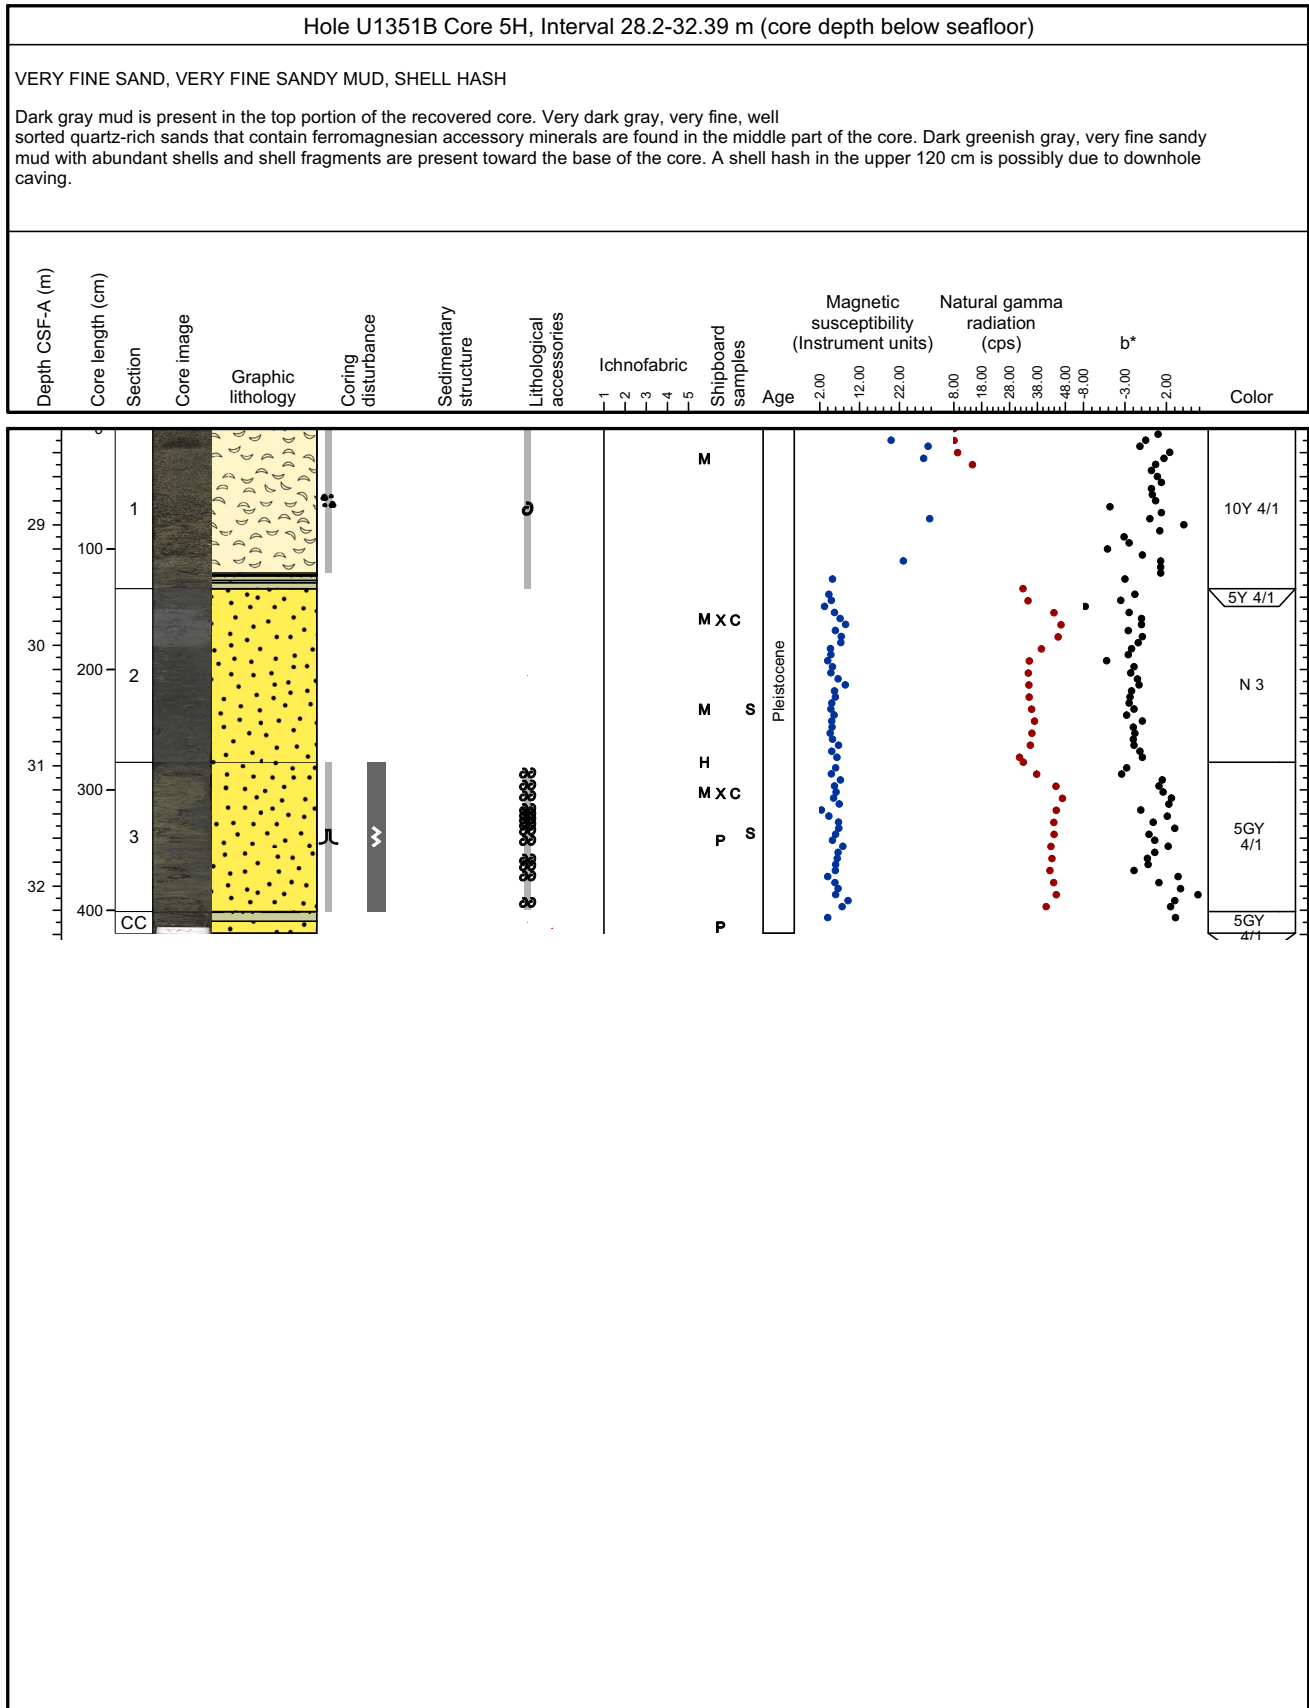 Hole U1351B Core 5H, Interval 28.2-32.39 m (core depth below seafloor)
VERY FINE SAND, VERY FINE SANDY MUD, SHELL HASH
Dark gray mud is present in the top portion of the recovered core. Very dark gray, very fine, well
sorted quartz-rich sands that contain ferromagnesian accessory minerals are found in the middle part of the core. Dark greenish gray, very fine sandy
mud with abundant shells and shell fragments are present toward the base of the core. A shell hash in the upper 120 cm is possibly due to downhole
caving.
Depth CSF-A (m)
Core length (cm)
Section
Core image
Graphic
lithology
Coring
disturbance
Sedimentary
structure
Lithological
accessories
Ichnofabric
1 2 3 4 5
Shipboard
samples
Age
Magnetic
susceptibility
(Instrument units)
2.00 12.00 22.00
Natural gamma
radiation
(cps)
8.00 18.00 28.00 38.00 48.00
b*
-8.00 -3.00 2.00
Color
0
1
M
10Y 4/1
29
100
5Y 4/1
M X C
30
200
2
Pleistocene
N 3
M S
31
H
300
M X C
3
S
P
5GY
4/1
32
400
CC
P
5GY
4/1